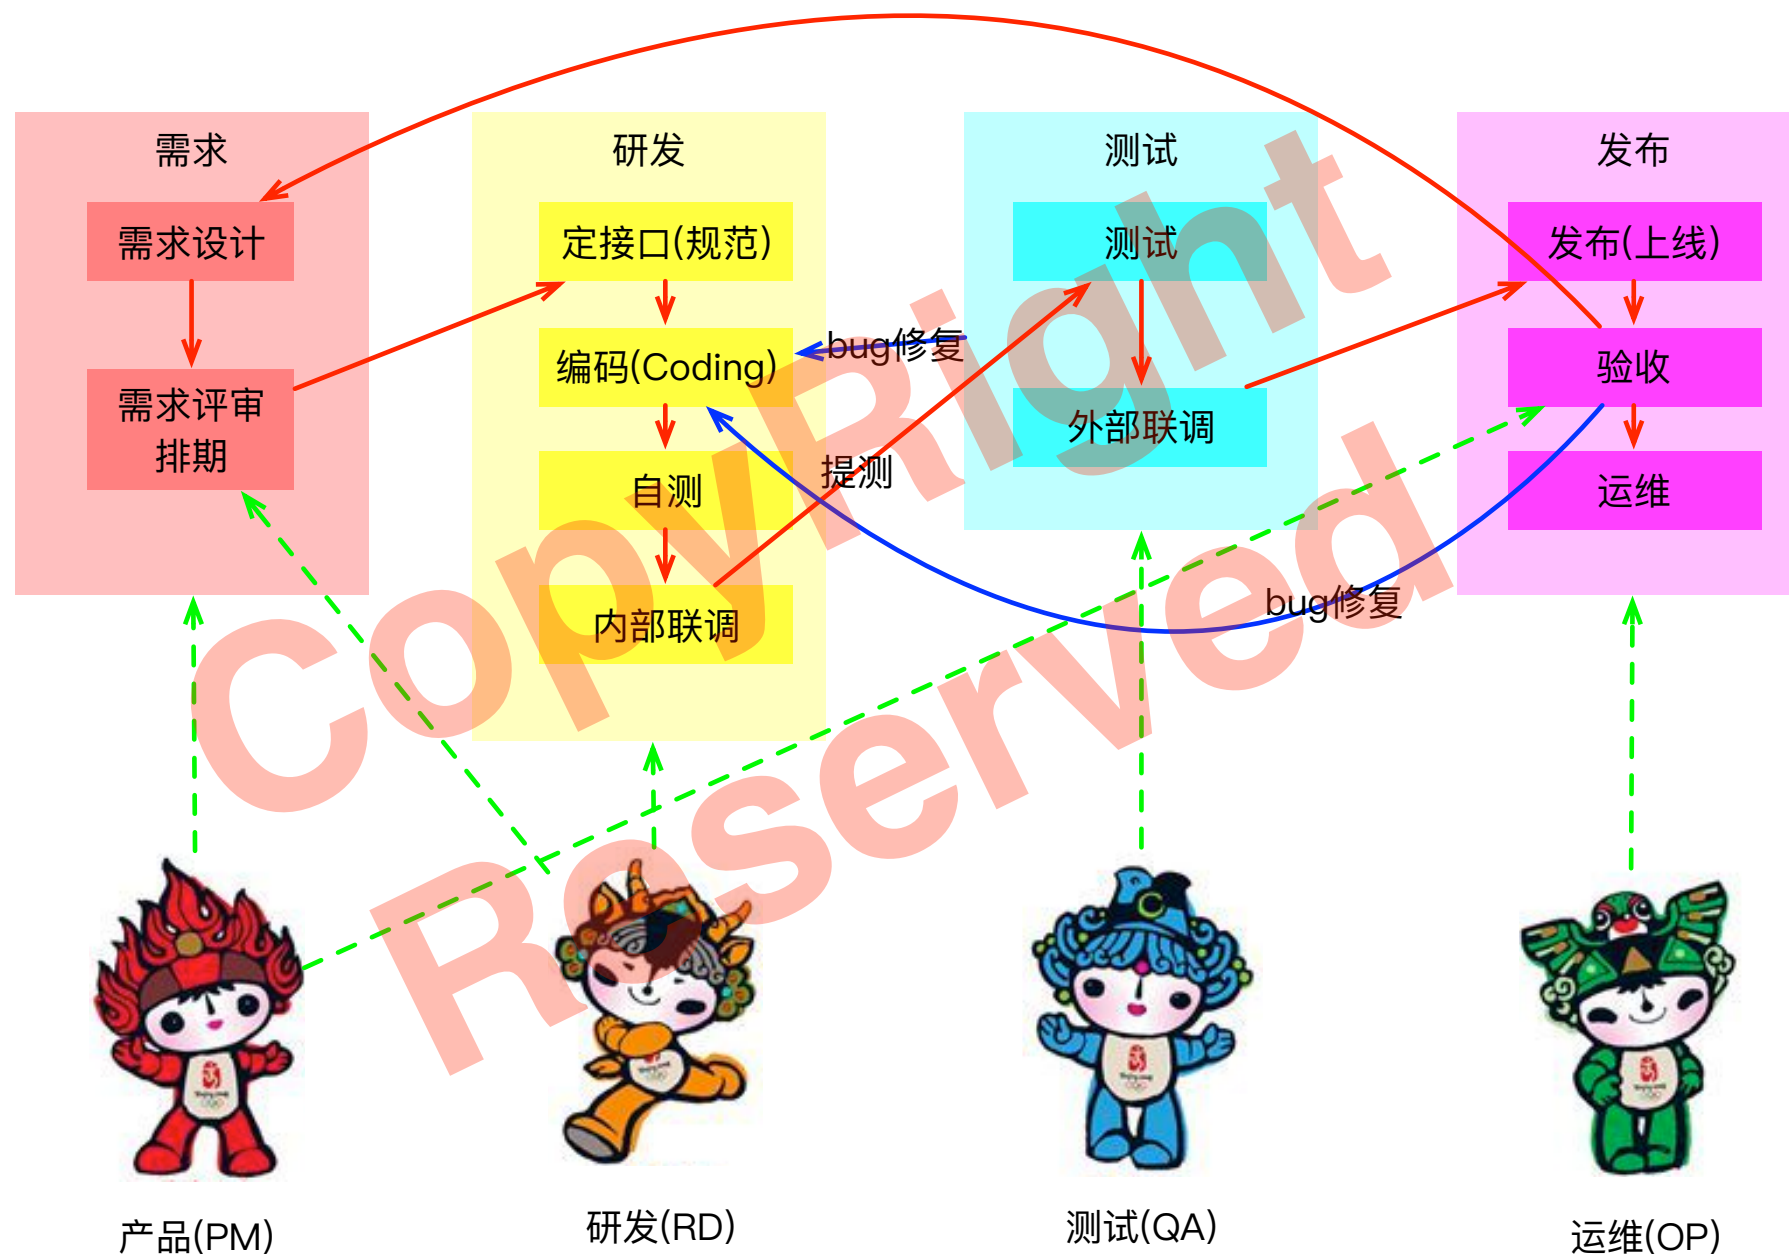 需求
研发
测试
发布
需求设计
定接口(规范)
测试
发布(上线)
需求评审
排期
编码(Coding)
bug修复
外部联调
验收
自测
提测
运维
内部联调
bug修复
CopyRight
Reserved
产品(PM)
研发(RD)
测试(QA)
运维(OP)